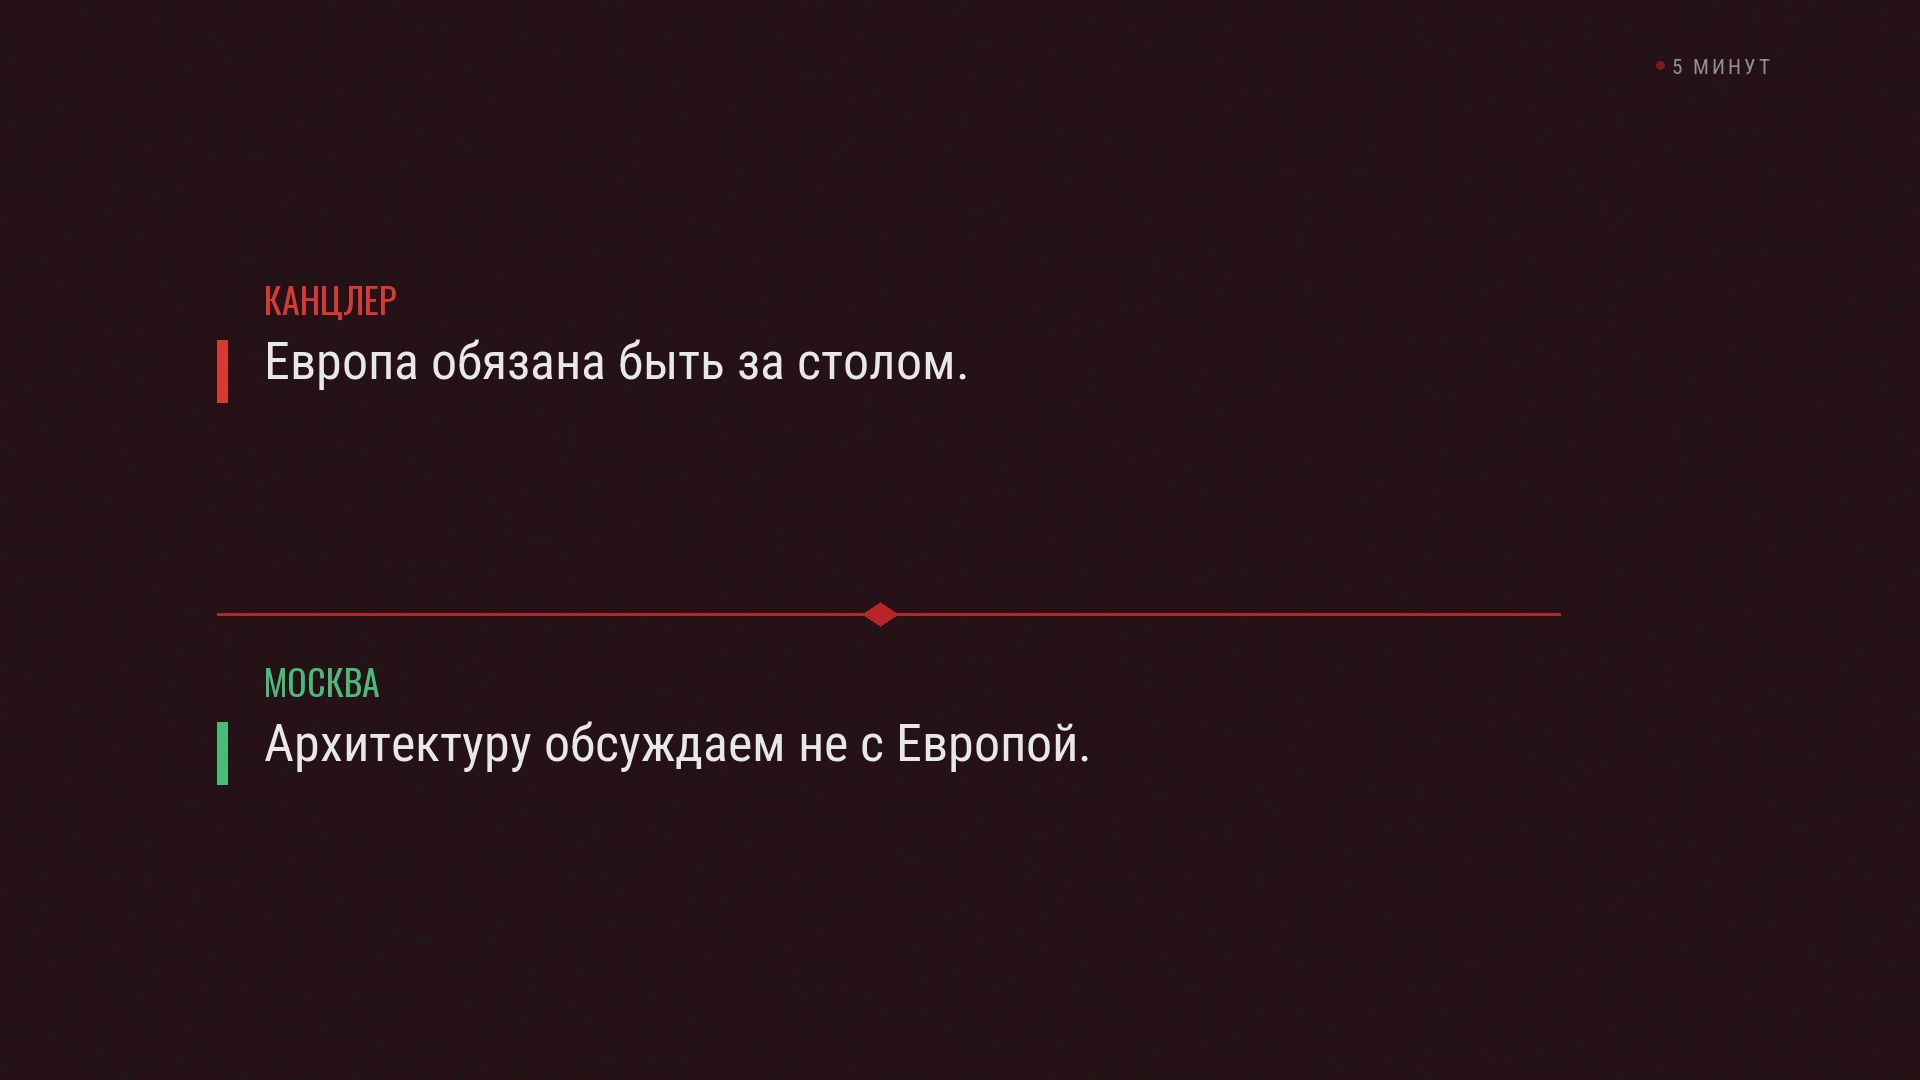 5 МИНУТ
КАНЦЛЕР
Европа обязана быть за столом.
МОСКВА
Архитектуру обсуждаем не с Европой.